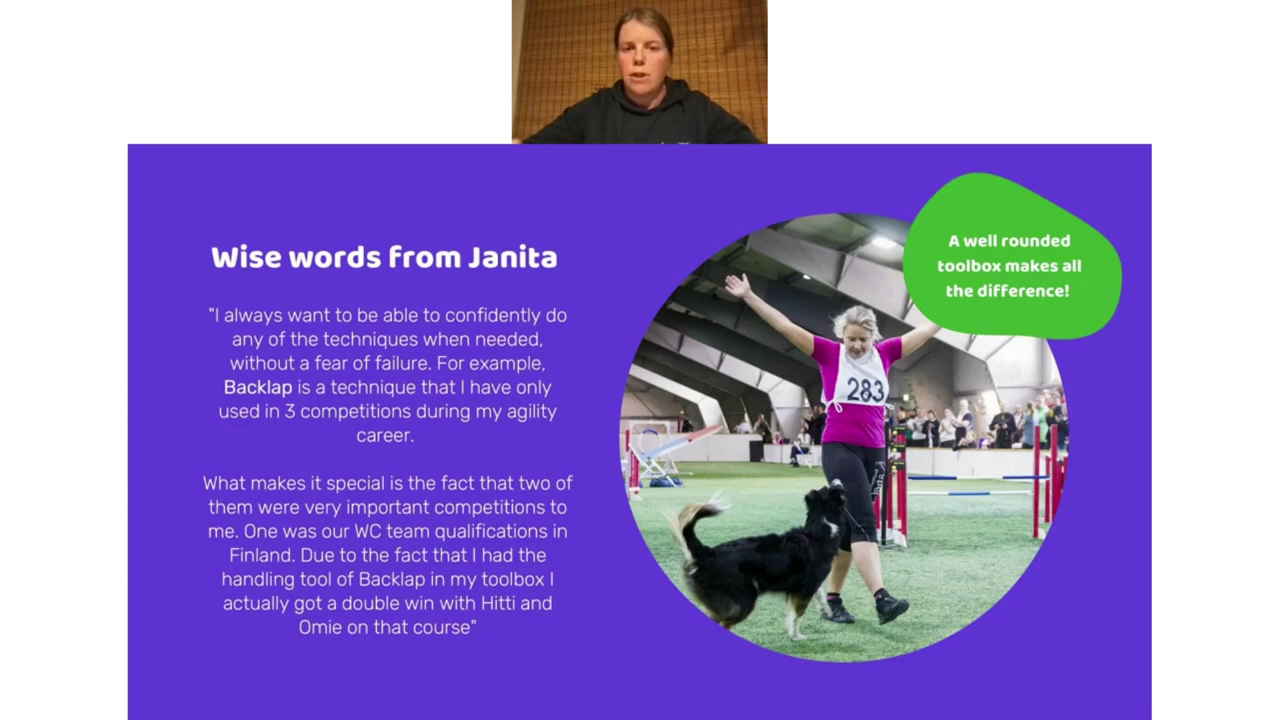 Wise words from Janita
"I always want to be able to confidently do
any of the techniques when needed,
without a fear of failure. For example,
Backlap is a technique that I have only
used in 3 competitions during my agility
career.
What makes it special is the fact that two of
them were very important competitions to
me. One was our WC team qualifications in
Finland. Due to the fact that I had the
handling tool of Backlap in my toolbox I
actually got a double win with Hitti and
Omie on that course"
A well rounded
toolbox makes all
the difference!
283